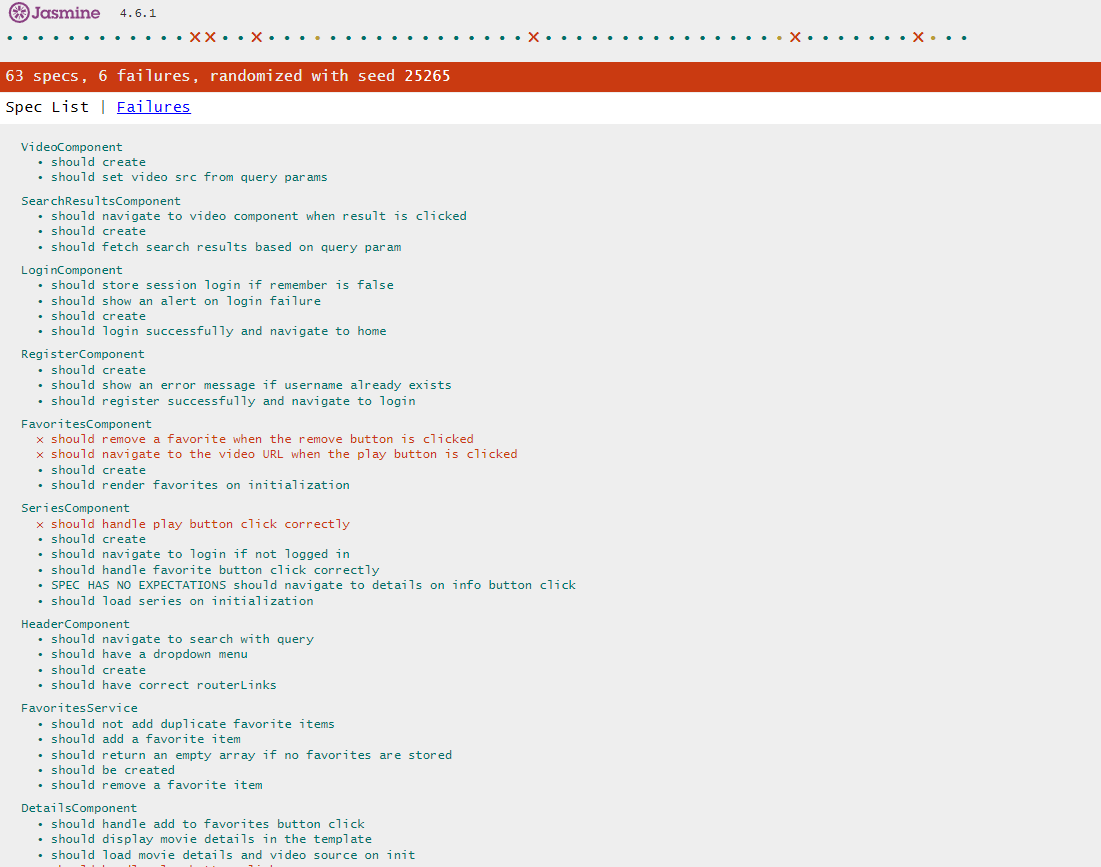 Jasmine 4.6.1
63 specs, 6 failures, randomized with seed 25265
Spec List | Failures
VideoComponent
• should create
• should set video src from query params
SearchResultsComponent
• should navigate to video component when result is clicked
• should create
• should fetch search results based on query param
LoginComponent
• should store session login if remember is false
• should show an alert on login failure
• should create
• should login successfully and navigate to home
RegisterComponent
• should create
• should show an error message if username already exists
• should register successfully and navigate to login
FavoritesComponent
× should remove a favorite when the remove button is clicked
× should navigate to the video URL when the play button is clicked
• should create
• should render favorites on initialization
SeriesComponent
× should handle play button click correctly
• should create
• should navigate to login if not logged in
• should handle favorite button click correctly
• SPEC HAS NO EXPECTATIONS should navigate to details on info button click
• should load series on initialization
HeaderComponent
• should navigate to search with query
• should have a dropdown menu
• should create
• should have correct routerLinks
FavoritesService
• should not add duplicate favorite items
• should add a favorite item
• should return an empty array if no favorites are stored
• should be created
• should remove a favorite item
DetailsComponent
• should handle add to favorites button click
• should display movie details in the template
• should load movie details and video source on init